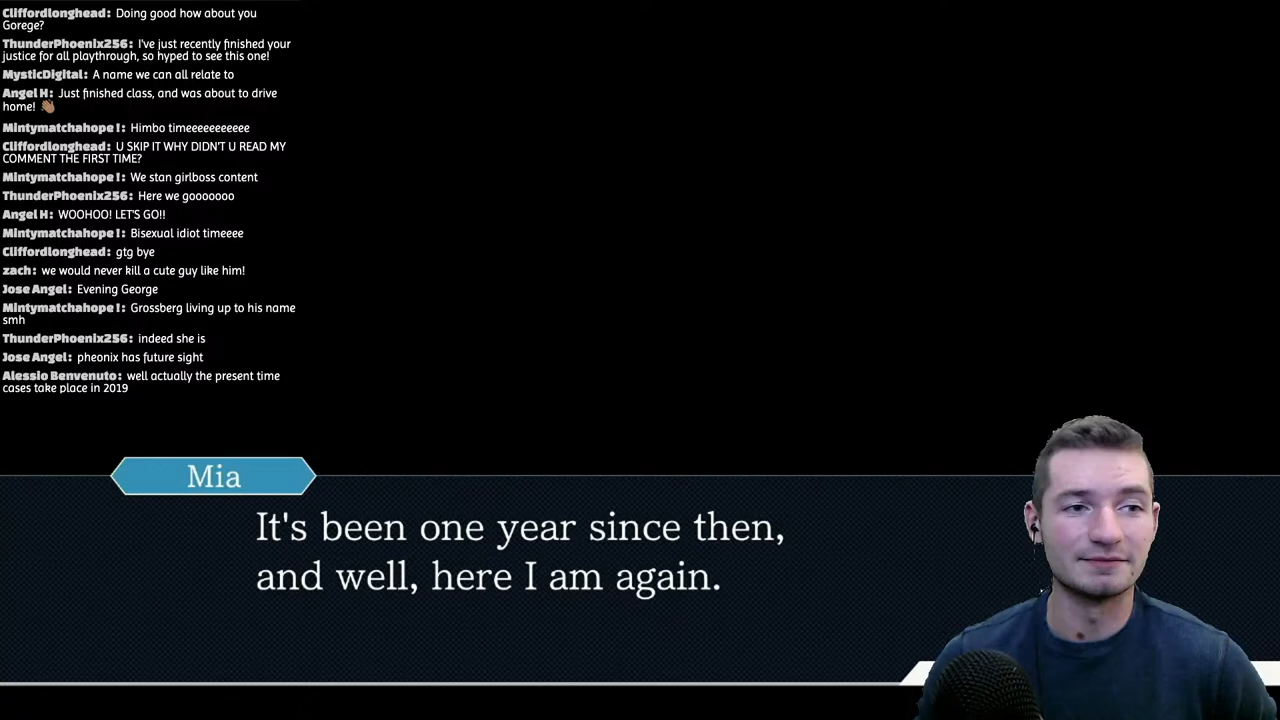 Cliffordlonghead: Doing good how about you
Gorege?
ThunderPhoenix256: I've just recently finished your
justice for all playthrough, so hyped to see this one!
MysticDigital: A name we can all relate to
Angel H: Just finished class, and was about to drive
home! 👋🏽
Mintymatchahope!: Himbo timeeeeeeeeeee
Cliffordlonghead: U SKIP IT WHY DIDN'T U READ MY
COMMENT THE FIRST TIME?
Mintymatchahope!: We stan girlboss content
ThunderPhoenix256: Here we gooooooo
Angel H: WOOHOO! LET'S GO!!
Mintymatchahope!: Bisexual idiot timeeee
Cliffordlonghead: gtg bye
zach: we would never kill a cute guy like him!
Jose Angel: Evening George
Mintymatchahope!: Grossberg living up to his name
smh
ThunderPhoenix256: indeed she is
Jose Angel: pheonix has future sight
Alessio Benvenuto: well actually the present time
cases take place in 2019
Mia
It's been one year since then,
and well, here I am again.